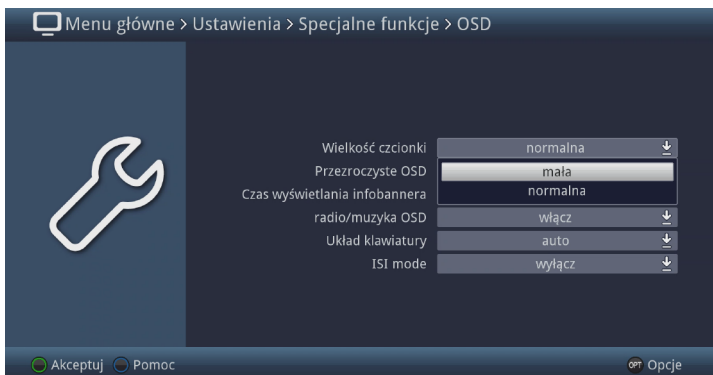 Menu główne > Ustawienia > Specjalne funkcje > OSD
Wielkość czcionki normalna
Przezroczyste OSD mała
Czas wyświetlania infobannera normalna
radio/muzyka OSD włącz
Układ klawiatury auto
ISI mode wyłącz
Akceptuj Pomoc OPT Opcje